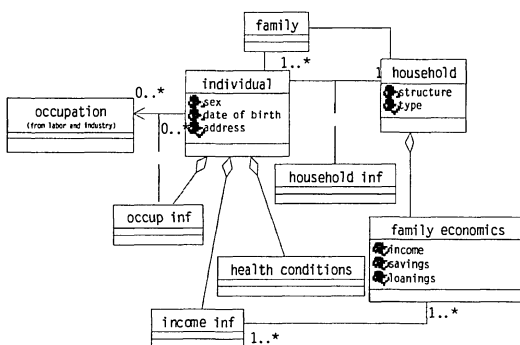 family
1..*
individual
1
household
sex
date of birth
address
structure
type
0..*
occupation
(from labor and Industry)
0..*
household inf
occup inf
family economics
income
savings
loanings
health conditions
income inf
1..*
1..*